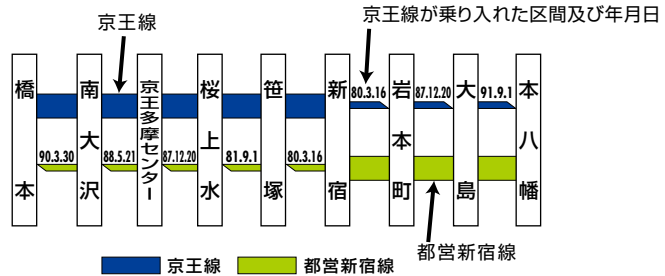 京王線が乗り入れた区間及び年月日
京王線
橋本
南大沢
京王多摩センター
桜上水
笹塚
新宿
岩本町
大島
本八幡
80.3.16
87.12.20
91.9.1
90.3.30
88.5.21
87.12.20
81.9.1
80.3.16
都営新宿線
京王線
都営新宿線